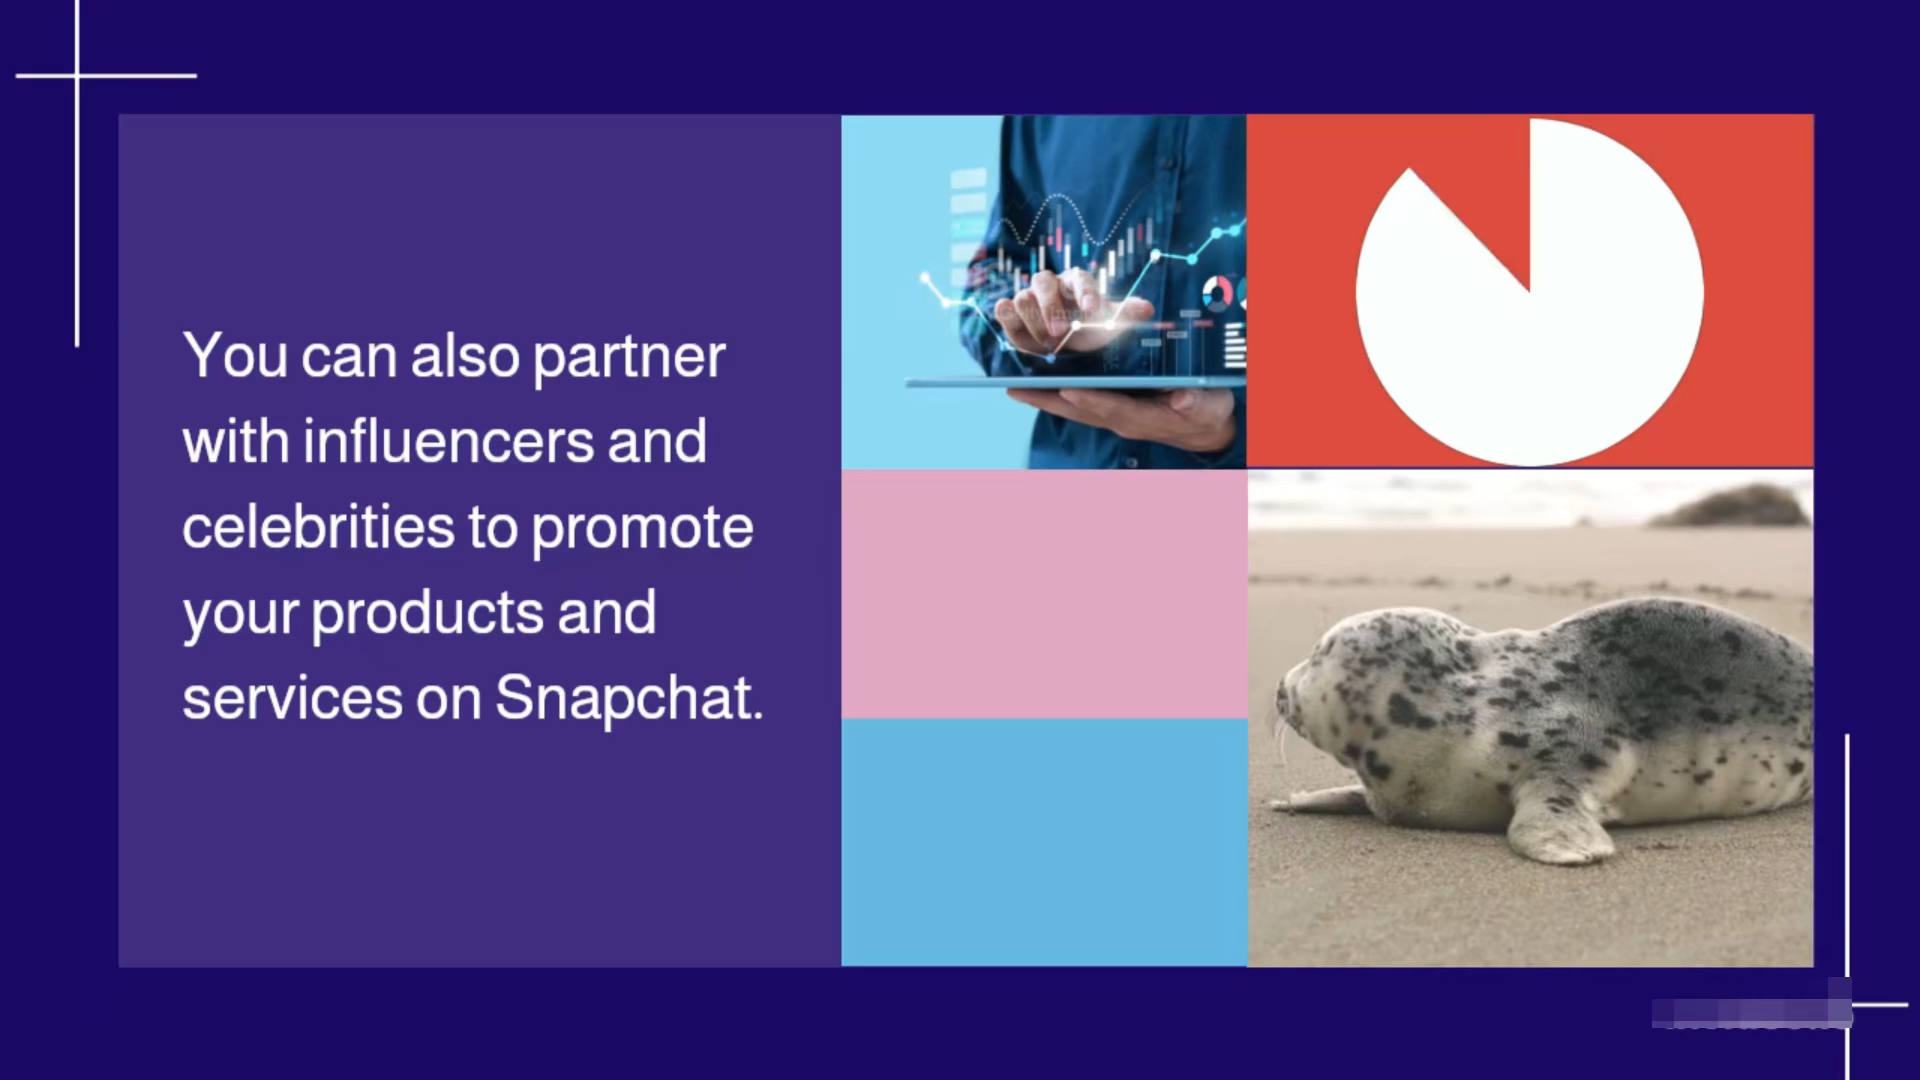 You can also partner
with influencers and
celebrities to promote
your products and
services on Snapchat.